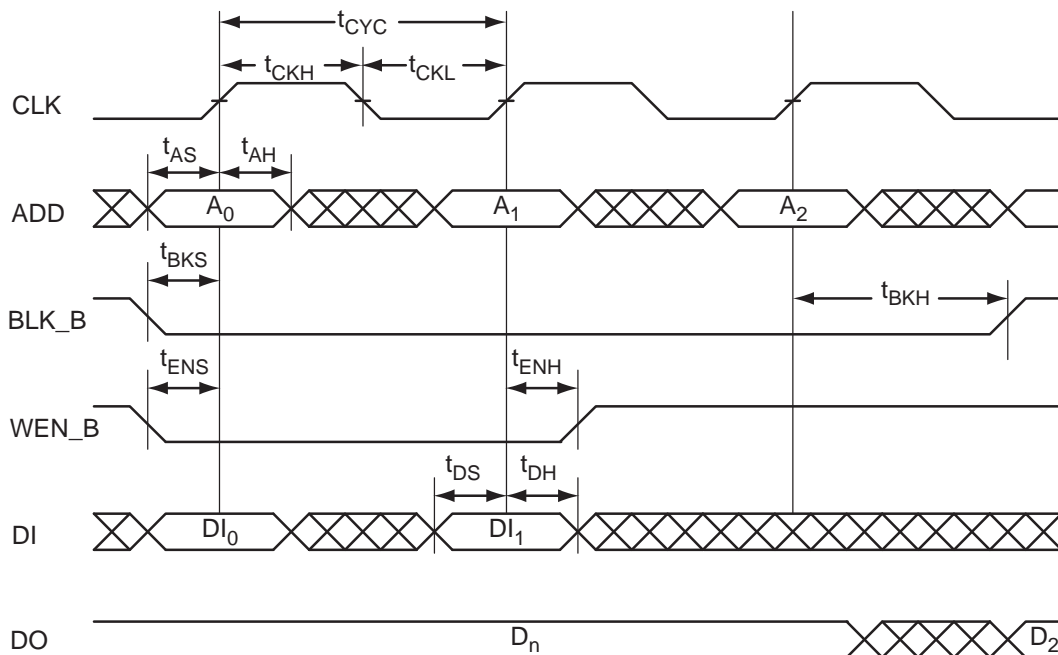 tCYC
tCKH tCKL
CLK
tAS tAH
ADD A0 A1 A2
tBKS
tBKH
BLK_B
tENS tENH
WEN_B
tDS tDH
DI DI0 DI1
DO Dn D2